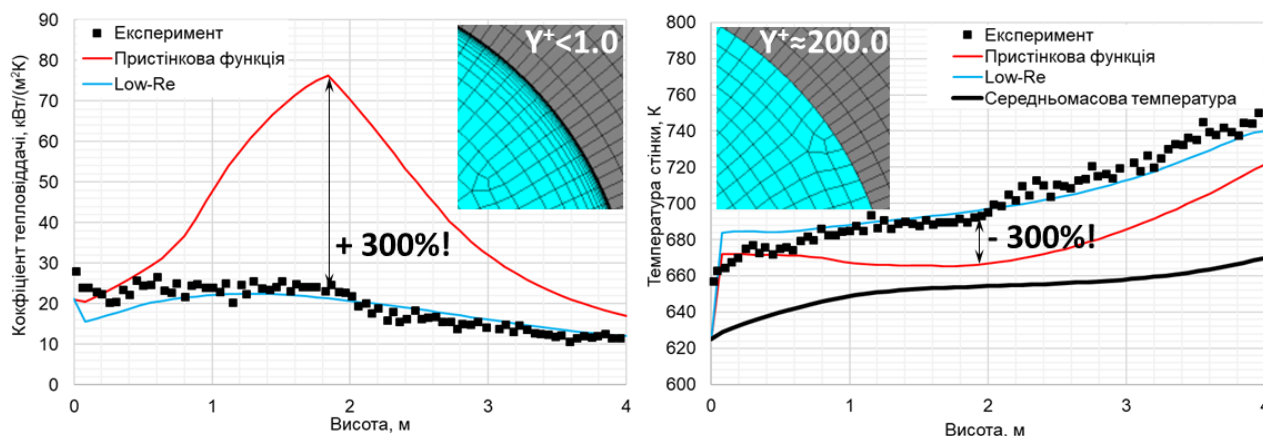 Кокфіцієнт тепловіддачі, кВт/(м²К)
90
80
70
60
50
40
30
20
10
0
Експеримент
Пристінкова функція
Low-Re
Y⁺<1.0
+ 300%!
0
1
2
3
4
Висота, м
Температура стінки, К
800
780
760
740
720
700
680
660
640
620
600
Y⁺≈200.0
Експеримент
Пристінкова функція
Low-Re
Середньомасова температура
- 300%!
0
1
2
3
4
Висота, м